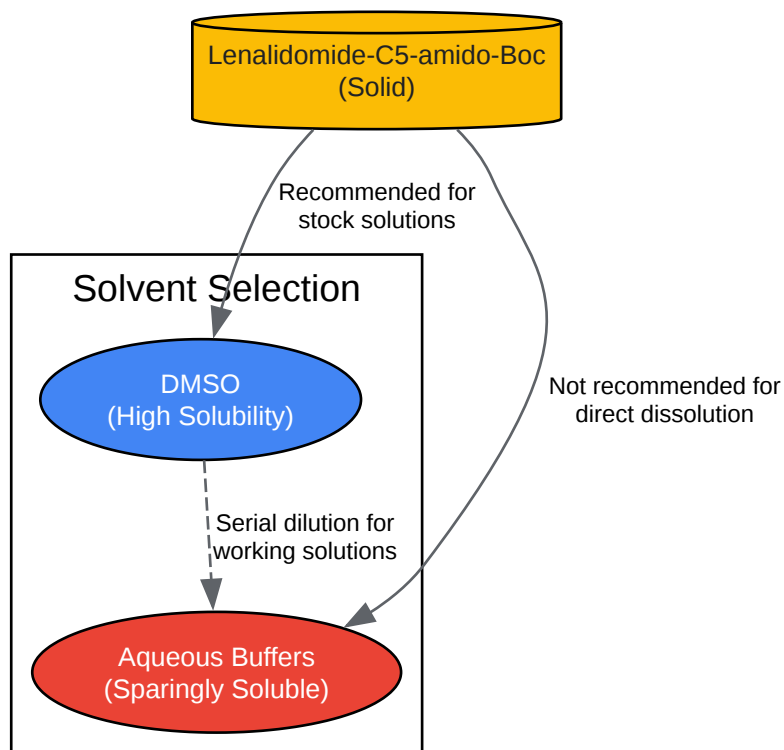 Lenalidomide-C5-amido-Boc
(Solid)
Recommended for
stock solutions
Solvent Selection
DMSO
(High Solubility)
Not recommended for
direct dissolution
Serial dilution for
working solutions
Aqueous Buffers
(Sparingly Soluble)